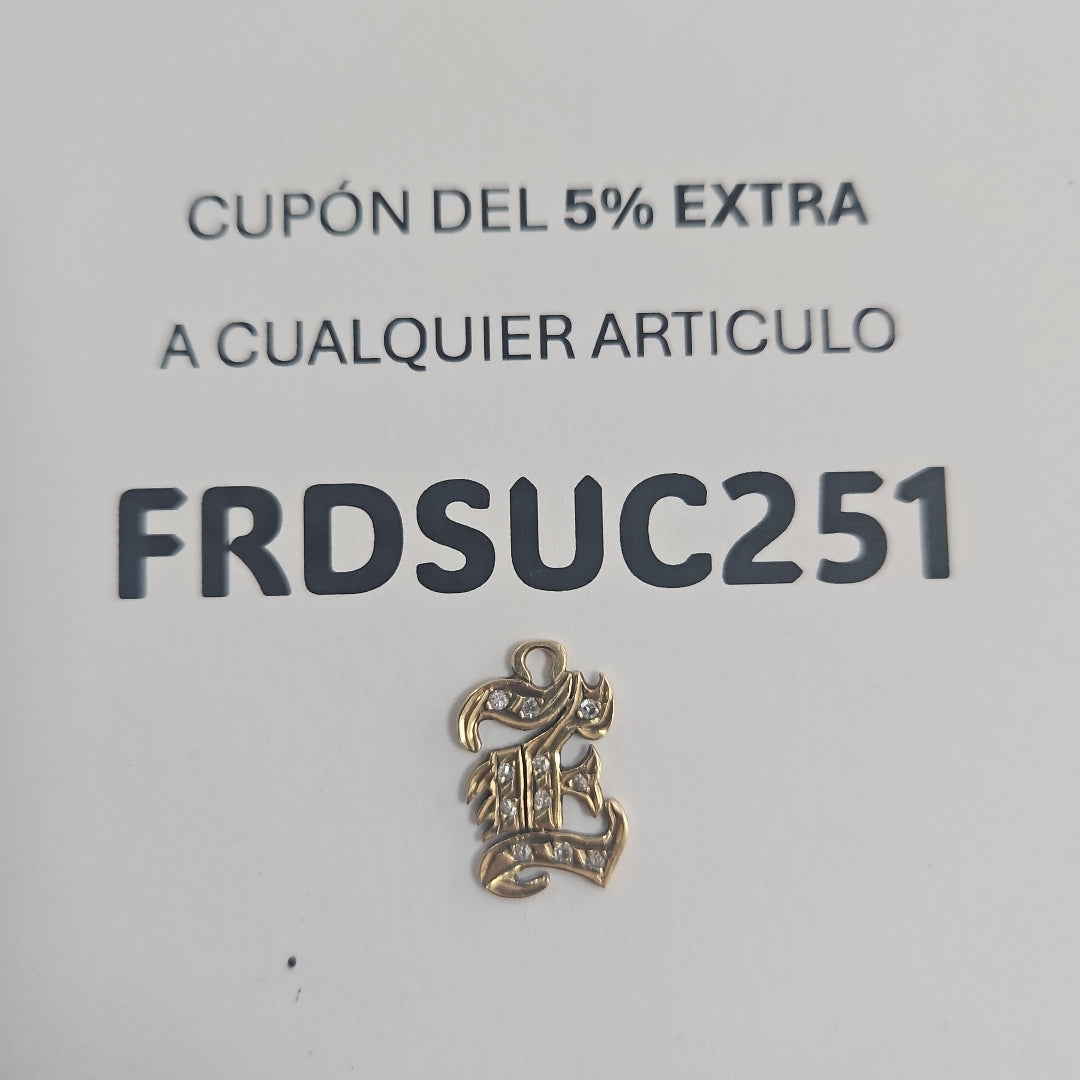 CUPÓN DEL 5% EXTRA
A CUALQUIER ARTICULO
FRDSUC251
E